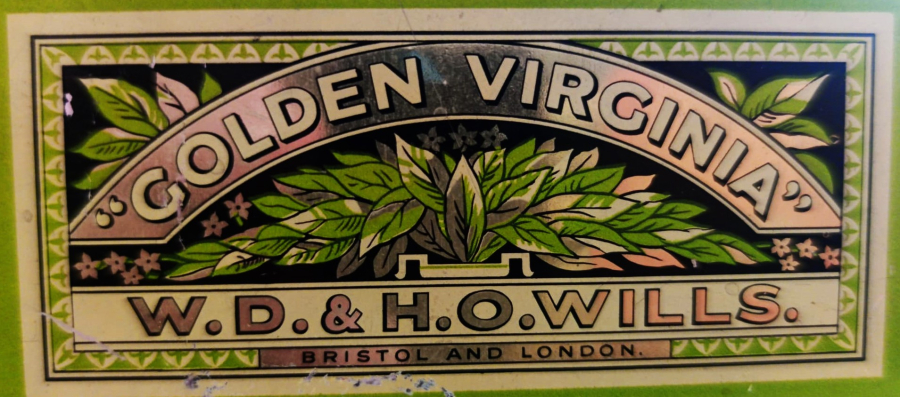 “GOLDEN VIRGINIA”
W.D.& H.O.WILLS.
BRISTOL AND LONDON.